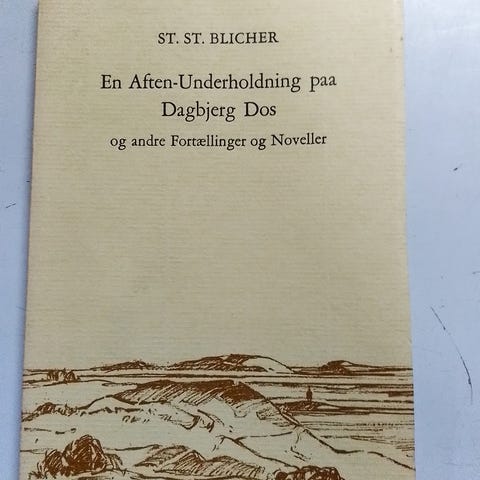 ST. ST. BLICHER
En Aften-Underholdning paa
Dagbjerg Dos
og andre Fortællinger og Noveller